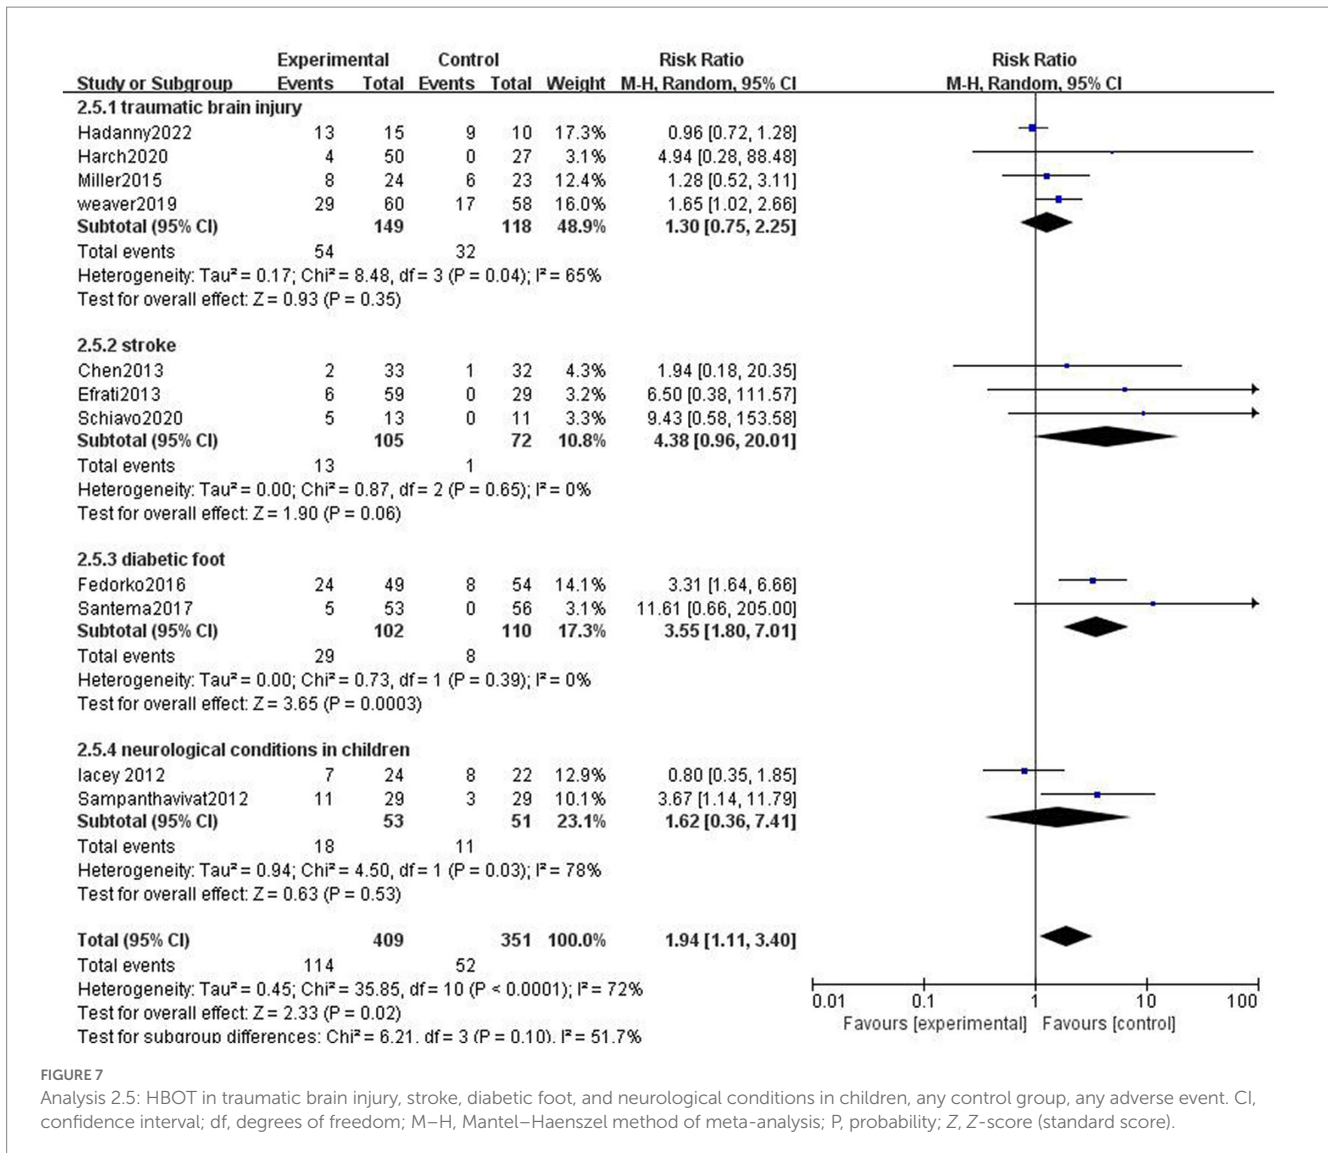 Experimental Control Risk Ratio Risk Ratio
Study or Subgroup Events Total Events Total Weight M-H, Random, 95% CI M-H, Random, 95% CI
2.5.1 traumatic brain injury
Hadanny2022 13 15 9 10 17.3% 0.96 [0.72, 1.28]
Harch2020 4 50 0 27 3.1% 4.94 [0.28, 88.48]
Miller2015 8 24 6 23 12.4% 1.28 [0.52, 3.11]
weaver2019 29 60 17 58 16.0% 1.65 [1.02, 2.66]
Subtotal (95% CI) 149 118 48.9% 1.30 [0.75, 2.25]
Total events 54 32
Heterogeneity: Tau² = 0.17; Chi² = 8.48, df = 3 (P = 0.04); I² = 65%
Test for overall effect: Z = 0.93 (P = 0.35)
2.5.2 stroke
Chen2013 2 33 1 32 4.3% 1.94 [0.18, 20.35]
Efrati2013 6 59 0 29 3.2% 6.50 [0.38, 111.57]
Schiavo2020 5 13 0 11 3.3% 9.43 [0.58, 153.58]
Subtotal (95% CI) 105 72 10.8% 4.38 [0.96, 20.01]
Total events 13 1
Heterogeneity: Tau² = 0.00; Chi² = 0.87, df = 2 (P = 0.65); I² = 0%
Test for overall effect: Z = 1.90 (P = 0.06)
2.5.3 diabetic foot
Fedorko2016 24 49 8 54 14.1% 3.31 [1.64, 6.66]
Santema2017 5 53 0 56 3.1% 11.61 [0.66, 205.00]
Subtotal (95% CI) 102 110 17.3% 3.55 [1.80, 7.01]
Total events 29 8
Heterogeneity: Tau² = 0.00; Chi² = 0.73, df = 1 (P = 0.39); I² = 0%
Test for overall effect: Z = 3.65 (P = 0.0003)
2.5.4 neurological conditions in children
lacey 2012 7 24 8 22 12.9% 0.80 [0.35, 1.85]
Sampanthavivat2012 11 29 3 29 10.1% 3.67 [1.14, 11.79]
Subtotal (95% CI) 53 51 23.1% 1.62 [0.36, 7.41]
Total events 18 11
Heterogeneity: Tau² = 0.94; Chi² = 4.50, df = 1 (P = 0.03); I² = 78%
Test for overall effect: Z = 0.63 (P = 0.53)
Total (95% CI) 409 351 100.0% 1.94 [1.11, 3.40]
Total events 114 52
Heterogeneity: Tau² = 0.45; Chi² = 35.85, df = 10 (P < 0.0001); I² = 72%
Test for overall effect: Z = 2.33 (P = 0.02)
Test for subgroup differences: Chi² = 6.21, df = 3 (P = 0.10), I² = 51.7%
0.01 0.1 1 10 100
Favours [experimental] Favours [control]
FIGURE 7
Analysis 2.5: HBOT in traumatic brain injury, stroke, diabetic foot, and neurological conditions in children, any control group, any adverse event. CI,
confidence interval; df, degrees of freedom; M–H, Mantel–Haenszel method of meta-analysis; P, probability; Z, Z-score (standard score).